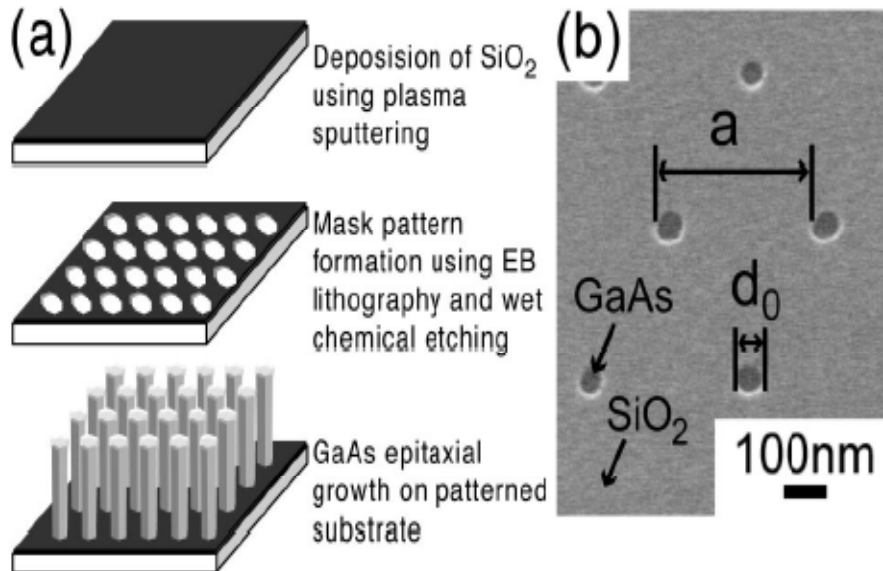 (a)
Deposision of SiO₂
using plasma
sputtering
Mask pattern
formation using EB
lithography and wet
chemical etching
GaAs epitaxial
growth on patterned
substrate
(b)
a
GaAs
d₀
SiO₂
100nm